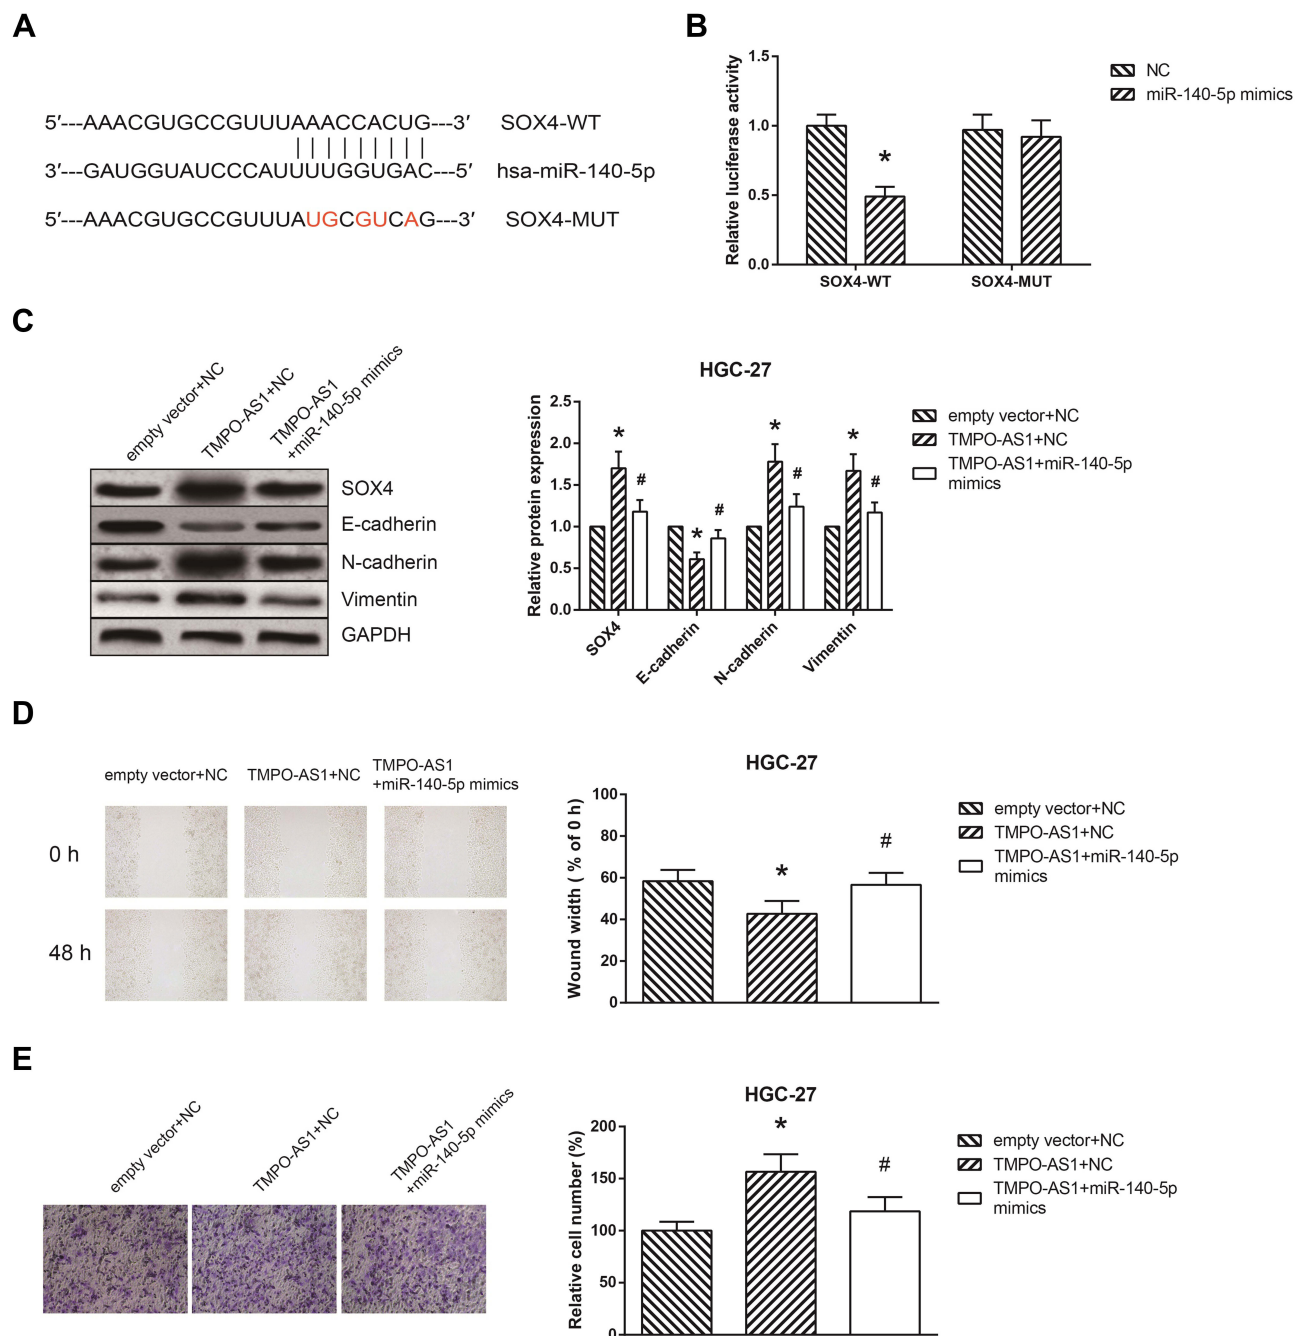 A
5′---AAACGUGCCGUUUAAACCACUG---3′ SOX4-WT
3′---GAUGGUAUCCCAUUUUGGUGAC---5′ hsa-miR-140-5p
5′---AAACGUGCCGUUUAUGCGUCAG---3′ SOX4-MUT
B
Relative luciferase activity
1.5
1.0
0.5
0.0
*
SOX4-WT
SOX4-MUT
NC
miR-140-5p mimics
C
empty vector+NC
TMPO-AS1+NC
TMPO-AS1
+miR-140-5p mimics
SOX4
E-cadherin
N-cadherin
Vimentin
GAPDH
HGC-27
Relative protein expression
2.5
2.0
1.5
1.0
0.5
0.0
* # * # * # * #
SOX4
E-cadherin
N-cadherin
Vimentin
empty vector+NC
TMPO-AS1+NC
TMPO-AS1+miR-140-5p
mimics
D
empty vector+NC
TMPO-AS1+NC
TMPO-AS1
+miR-140-5p mimics
0 h
48 h
HGC-27
Wound width ( % of 0 h)
100
80
60
40
20
0
* #
empty vector+NC
TMPO-AS1+NC
TMPO-AS1+miR-140-5p
mimics
E
empty vector+NC
TMPO-AS1+NC
TMPO-AS1
+miR-140-5p mimics
HGC-27
Relative cell number (%)
200
150
100
50
0
* #
empty vector+NC
TMPO-AS1+NC
TMPO-AS1+miR-140-5p
mimics